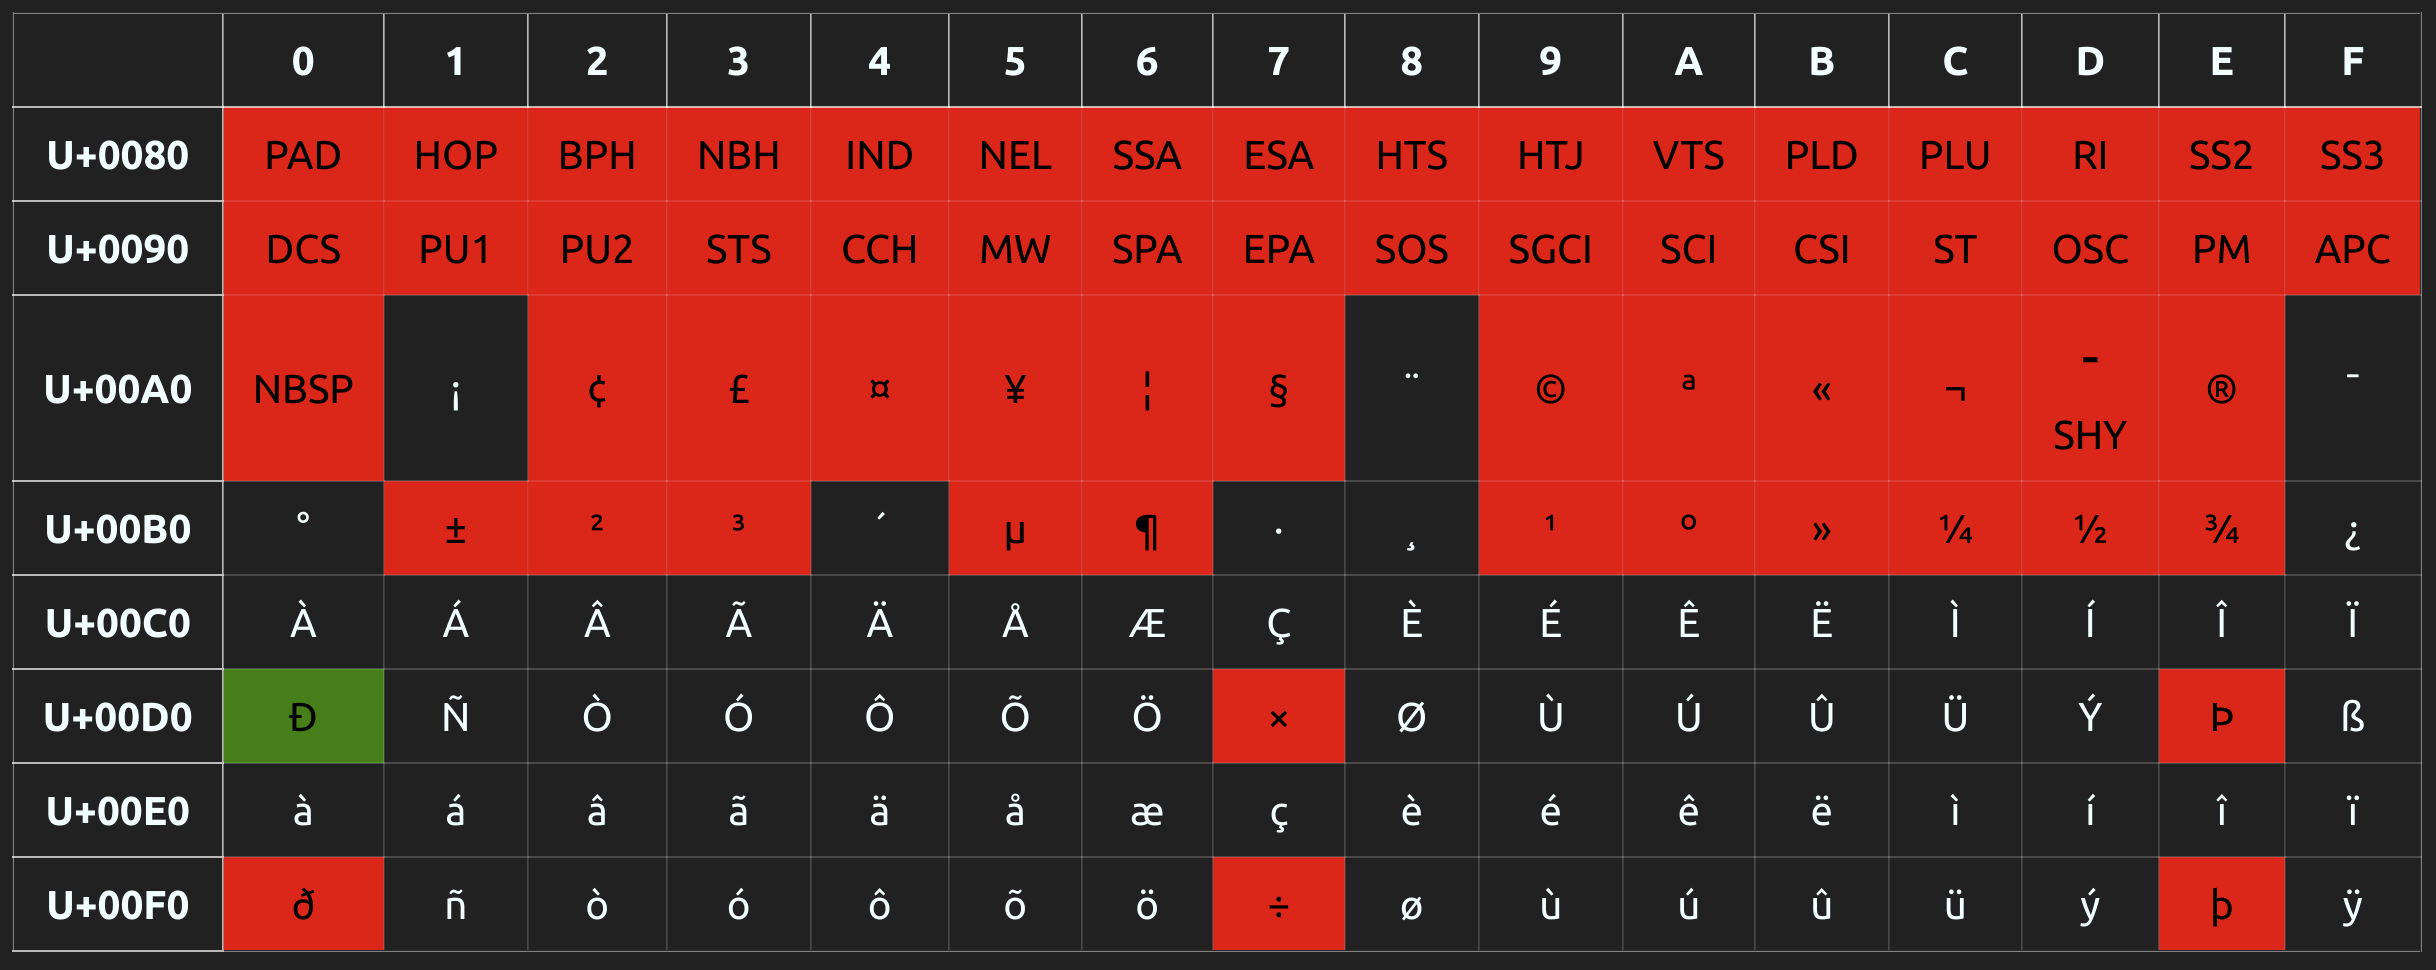 0 1 2 3 4 5 6 7 8 9 A B C D E F
U+0080 PAD HOP BPH NBH IND NEL SSA ESA HTS HTJ VTS PLD PLU RI SS2 SS3
U+0090 DCS PU1 PU2 STS CCH MW SPA EPA SOS SGCI SCI CSI ST OSC PM APC
U+00A0 NBSP ¡ ¢ £ ¤ ¥ ¦ § ¨ © ª « ¬ - ® ¯
SHY
U+00B0 ° ± ² ³ ´ µ ¶ · ¸ ¹ º » ¼ ½ ¾ ¿
U+00C0 À Á Â Ã Ä Å Æ Ç È É Ê Ë Ì Í Î Ï
U+00D0 Ð Ñ Ò Ó Ô Õ Ö × Ø Ù Ú Û Ü Ý Þ ß
U+00E0 à á â ã ä å æ ç è é ê ë ì í î ï
U+00F0 ð ñ ò ó ô õ ö ÷ ø ù ú û ü ý þ ÿ